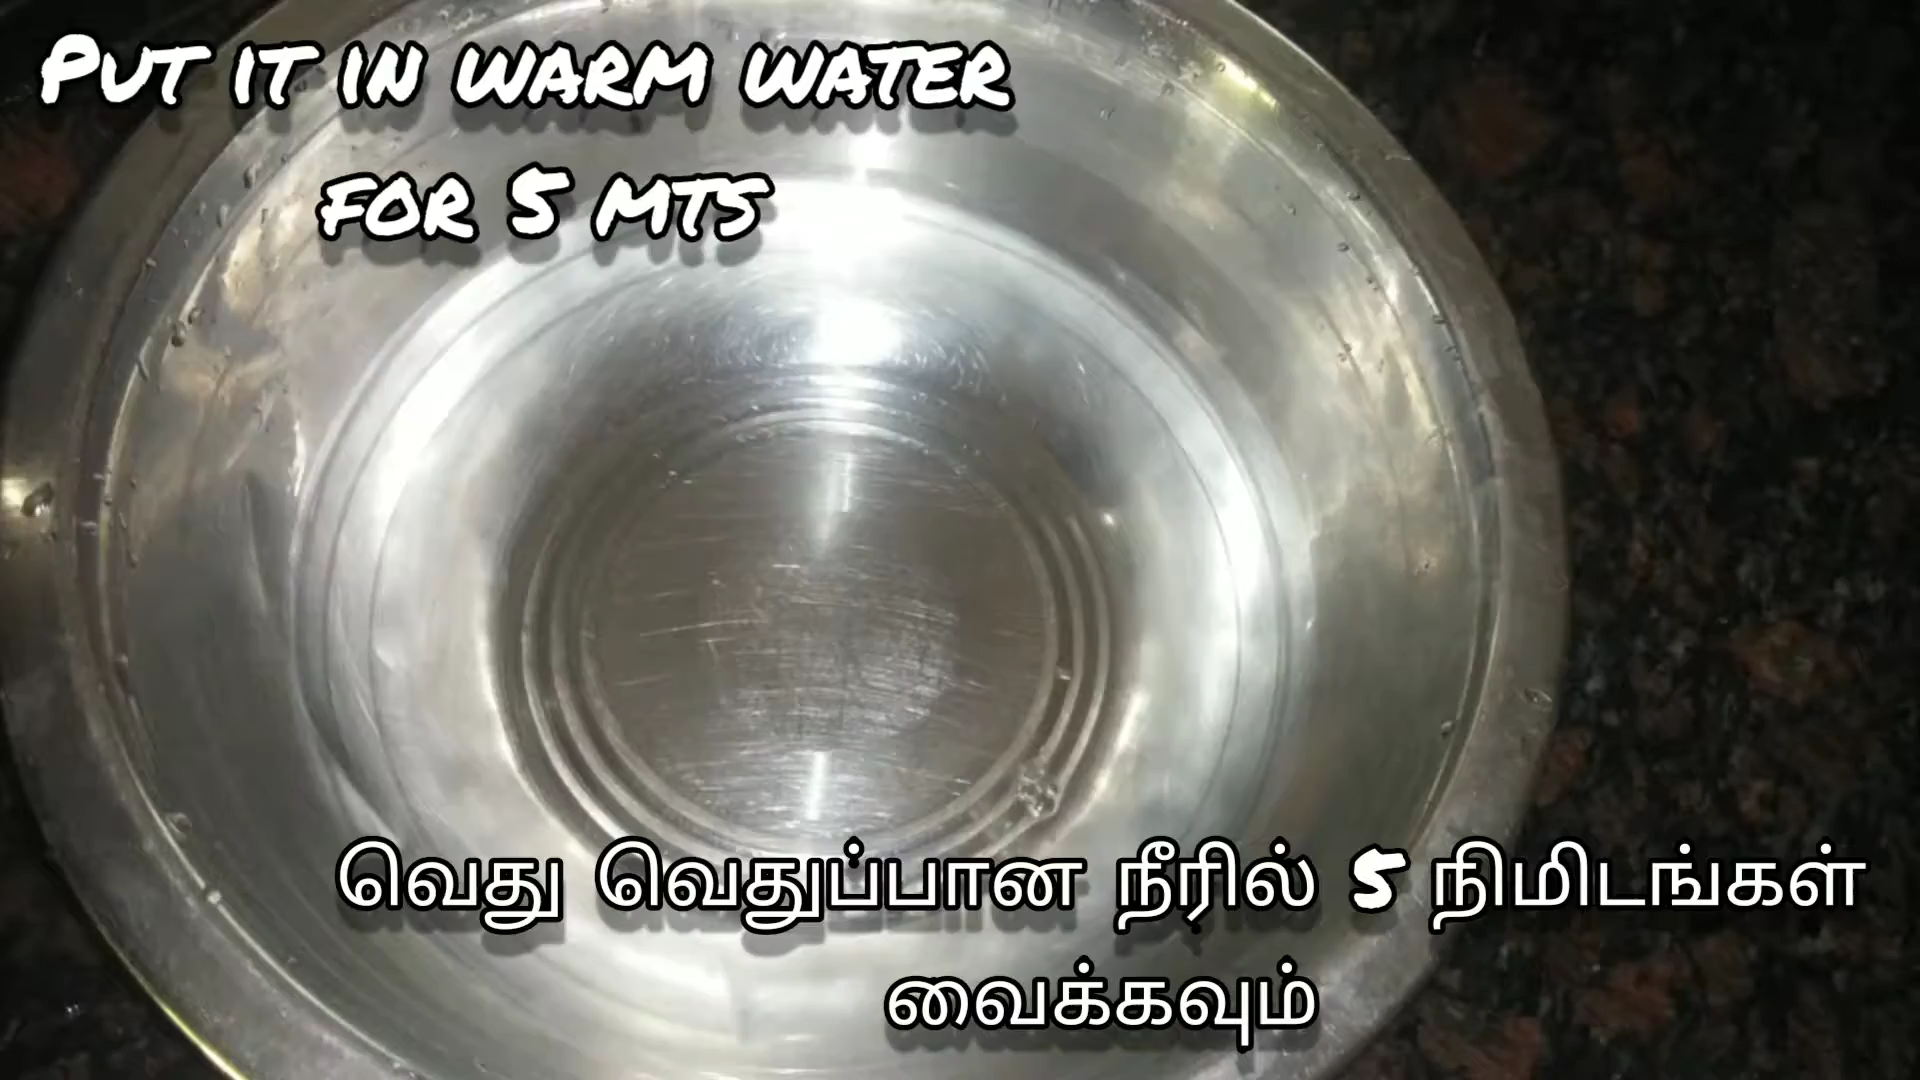 PUT IT IN WARM WATER
FOR 5 MTS
வெது வெதுப்பான நீரில் 5 நிமிடங்கள்
வைக்கவும்